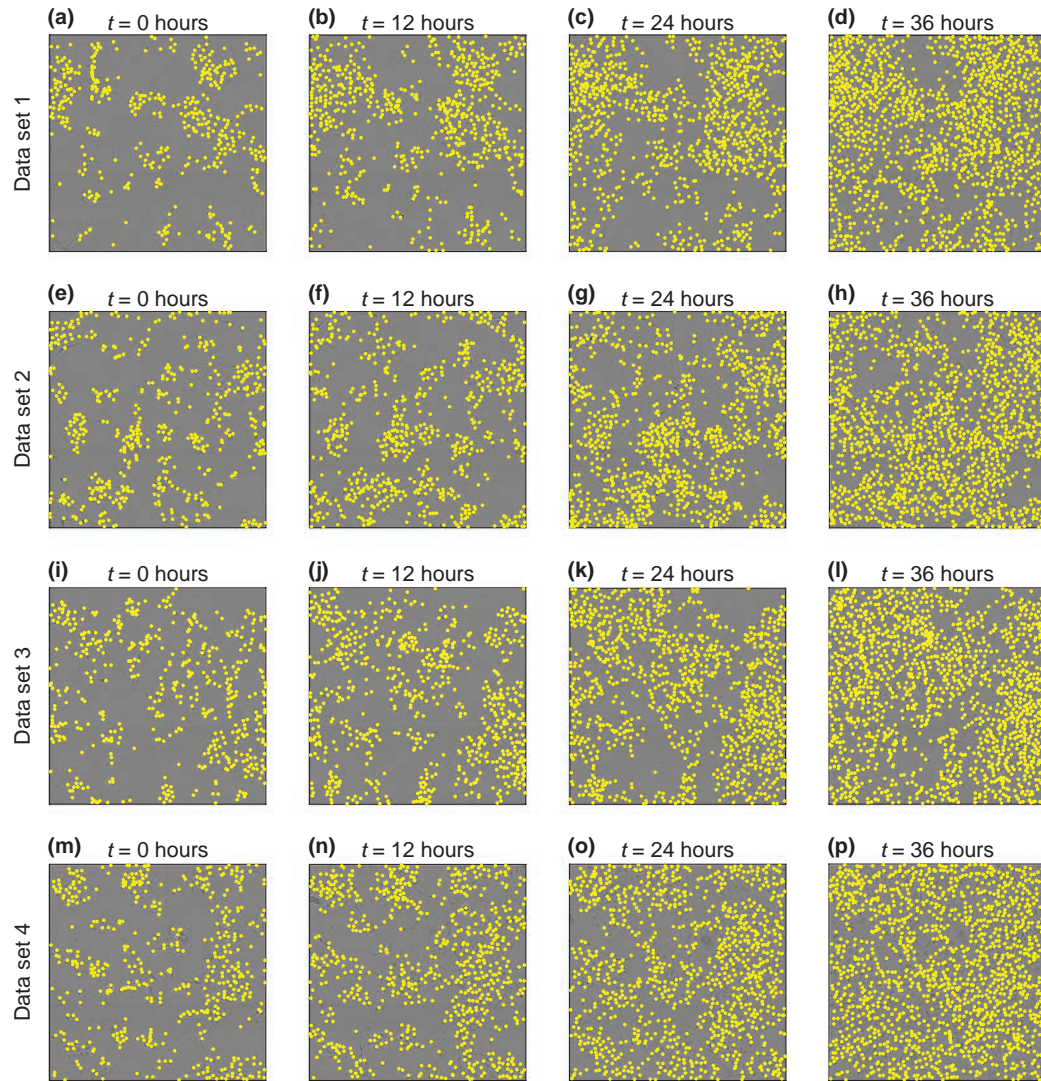 (a) t = 0 hours
(b) t = 12 hours
(c) t = 24 hours
(d) t = 36 hours
Data set 1
(e) t = 0 hours
(f) t = 12 hours
(g) t = 24 hours
(h) t = 36 hours
Data set 2
(i) t = 0 hours
(j) t = 12 hours
(k) t = 24 hours
(l) t = 36 hours
Data set 3
(m) t = 0 hours
(n) t = 12 hours
(o) t = 24 hours
(p) t = 36 hours
Data set 4